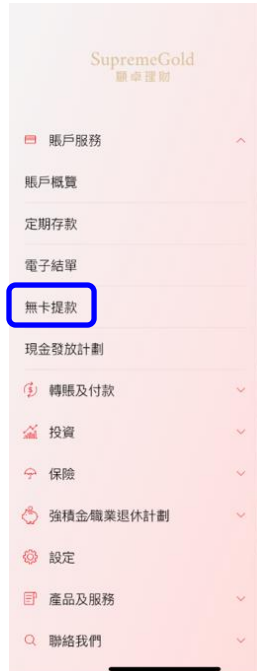 SupremeGold
顯卓理財
賬戶服務
賬戶概覽
定期存款
電子結單
無卡提款
現金發放計劃
轉賬及付款
投資
保險
強積金/職業退休計劃
設定
產品及服務
聯絡我們